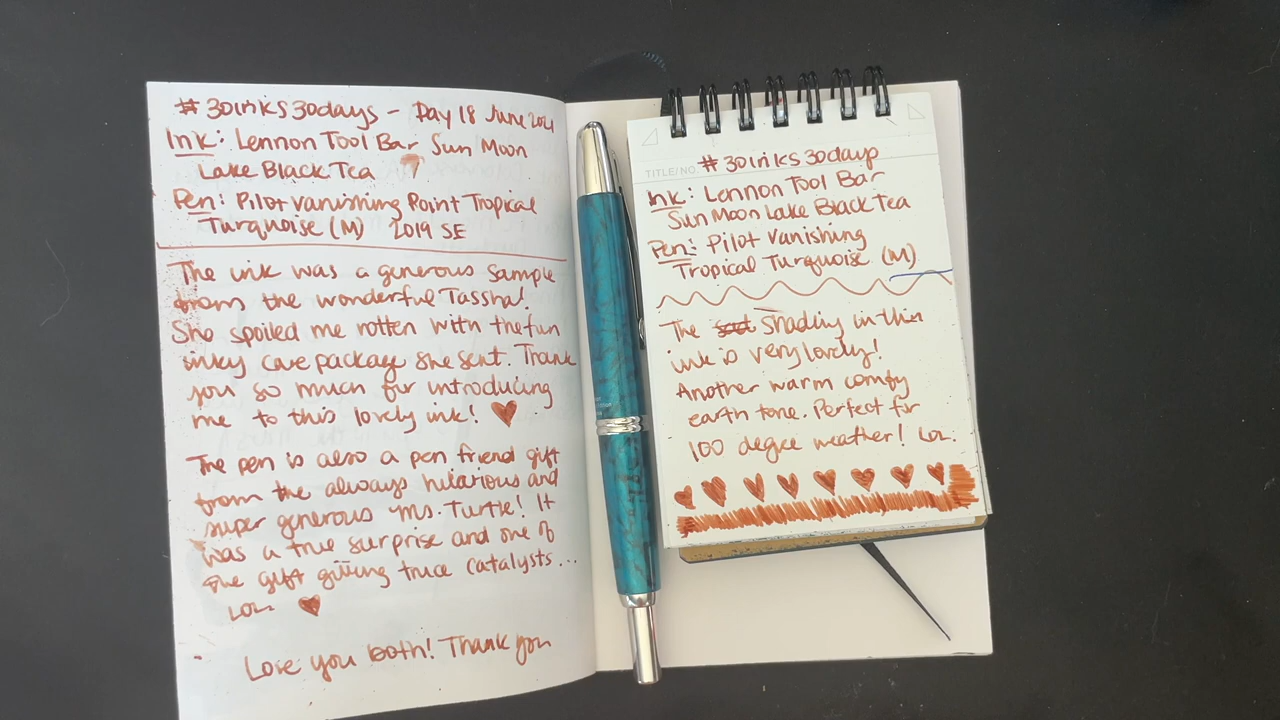 #30inks30days - Day 18 June 2021
Ink: Lennon Tool Bar Sun Moon
Lake Black Tea
Pen: Pilot Vanishing Point Tropical
Turquoise (M) 2019 SE
The ink was a generous sample
from the wonderful Tassha!
She spoiled me rotten with the fun
inky care package she sent. Thank
you so much for introducing
me to this lovely ink!
The pen is also a pen friend gift
from the always hilarious and
super generous Ms. Turtle! It
was a true surprise and one of
the gift giving truce catalysts...
LOL.
Love you both! Thank you
TITLE/NO.
#30inks30days
Ink: Lennon Tool Bar
Sun Moon Lake Black Tea
Pen: Pilot Vanishing
Tropical Turquoise (M)
The shading in this
ink is very lovely!
Another warm comfy
earth tone. Perfect for
100 degree weather! LOL.